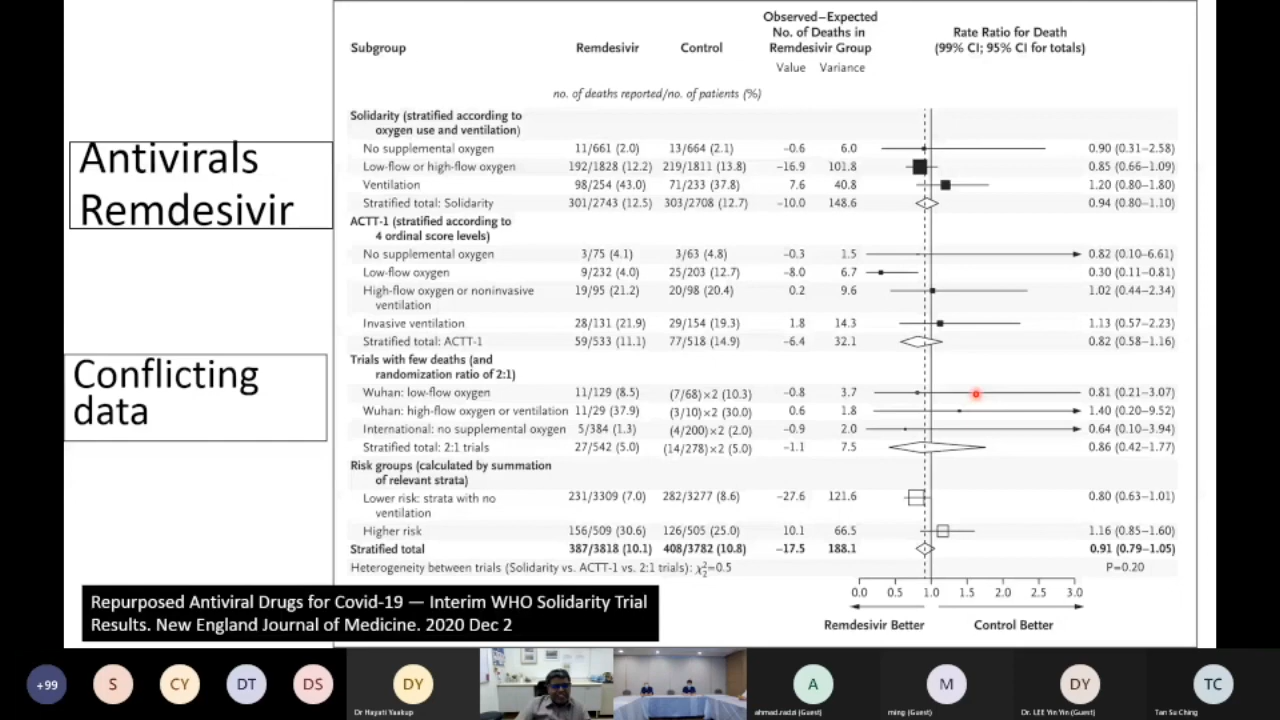 Antivirals
Remdesivir
Conflicting
data
Observed–Expected
No. of Deaths in
Remdesivir Group
Rate Ratio for Death
(99% CI; 95% CI for totals)
Subgroup Remdesivir Control
Value Variance
no. of deaths reported/no. of patients (%)
Solidarity (stratified according to
oxygen use and ventilation)
No supplemental oxygen 11/661 (2.0) 13/664 (2.1) –0.6 6.0 0.90 (0.31–2.58)
Low-flow or high-flow oxygen 192/1828 (12.2) 219/1811 (13.8) –16.9 101.8 0.85 (0.66–1.09)
Ventilation 98/254 (43.0) 71/233 (37.8) 7.6 40.8 1.20 (0.80–1.80)
Stratified total: Solidarity 301/2743 (12.5) 303/2708 (12.7) –10.0 148.6 0.94 (0.80–1.10)
ACTT-1 (stratified according to
4 ordinal score levels)
No supplemental oxygen 3/75 (4.1) 3/63 (4.8) –0.3 1.5 0.82 (0.10–6.61)
Low-flow oxygen 9/232 (4.0) 25/203 (12.7) –8.0 6.7 0.30 (0.11–0.81)
High-flow oxygen or noninvasive 19/95 (21.2) 20/98 (20.4) 0.2 9.6 1.02 (0.44–2.34)
ventilation
Invasive ventilation 28/131 (21.9) 29/154 (19.3) 1.8 14.3 1.13 (0.57–2.23)
Stratified total: ACTT-1 59/533 (11.1) 77/518 (14.9) –6.4 32.1 0.82 (0.58–1.16)
Trials with few deaths (and
randomization ratio of 2:1)
Wuhan: low-flow oxygen 11/129 (8.5) (7/68)×2 (10.3) –0.8 3.7 0.81 (0.21–3.07)
Wuhan: high-flow oxygen or ventilation 11/29 (37.9) (3/10)×2 (30.0) 0.6 1.8 1.40 (0.20–9.52)
International: no supplemental oxygen 5/384 (1.3) (4/200)×2 (2.0) –0.9 2.0 0.64 (0.10–3.94)
Stratified total: 2:1 trials 27/542 (5.0) (14/278)×2 (5.0) –1.1 7.5 0.86 (0.42–1.77)
Risk groups (calculated by summation
of relevant strata)
Lower risk: strata with no 231/3309 (7.0) 282/3277 (8.6) –27.6 121.6 0.80 (0.63–1.01)
ventilation
Higher risk 156/509 (30.6) 126/505 (25.0) 10.1 66.5 1.16 (0.85–1.60)
Stratified total 387/3818 (10.1) 408/3782 (10.8) –17.5 188.1 0.91 (0.79–1.05)
Heterogeneity between trials (Solidarity vs. ACTT-1 vs. 2:1 trials): χ²₂=0.5 P=0.20
0.0 0.5 1.0 1.5 2.0 2.5 3.0
Remdesivir Better Control Better
Repurposed Antiviral Drugs for Covid-19 — Interim WHO Solidarity Trial
Results. New England Journal of Medicine. 2020 Dec 2
+99 S CY DT DS DY A M DY TC
Dr Hayati Yaakup ahmad.radzi (Guest) ming (Guest) Dr. LEE Yin Yin (Guest) Tan Su Ching